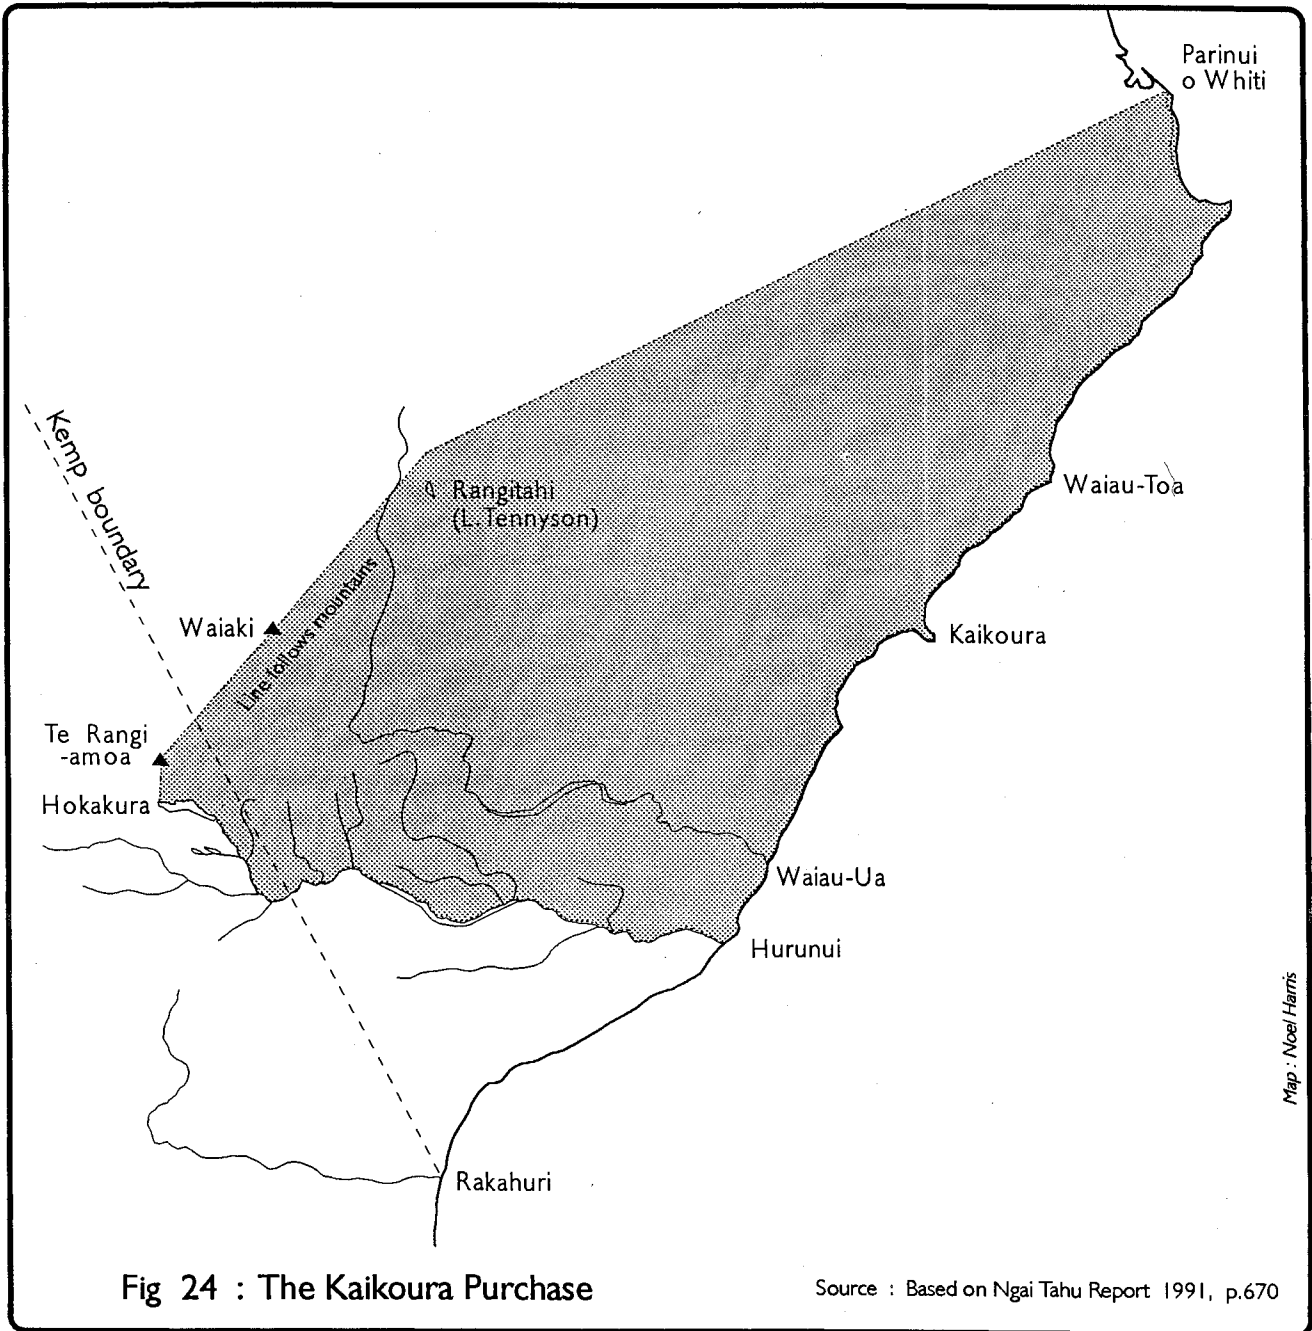 Parinui
o Whiti
Kemp boundary
Rangitahi
(L.Tennyson)
Waiau-Toa
Line follows mountains
Waiaki
Kaikoura
Te Rangi
-amoa
Hokakura
Waiau-Ua
Hurunui
Map : Noel Harris
Rakahuri
Fig 24 : The Kaikoura Purchase
Source : Based on Ngai Tahu Report 1991, p.670